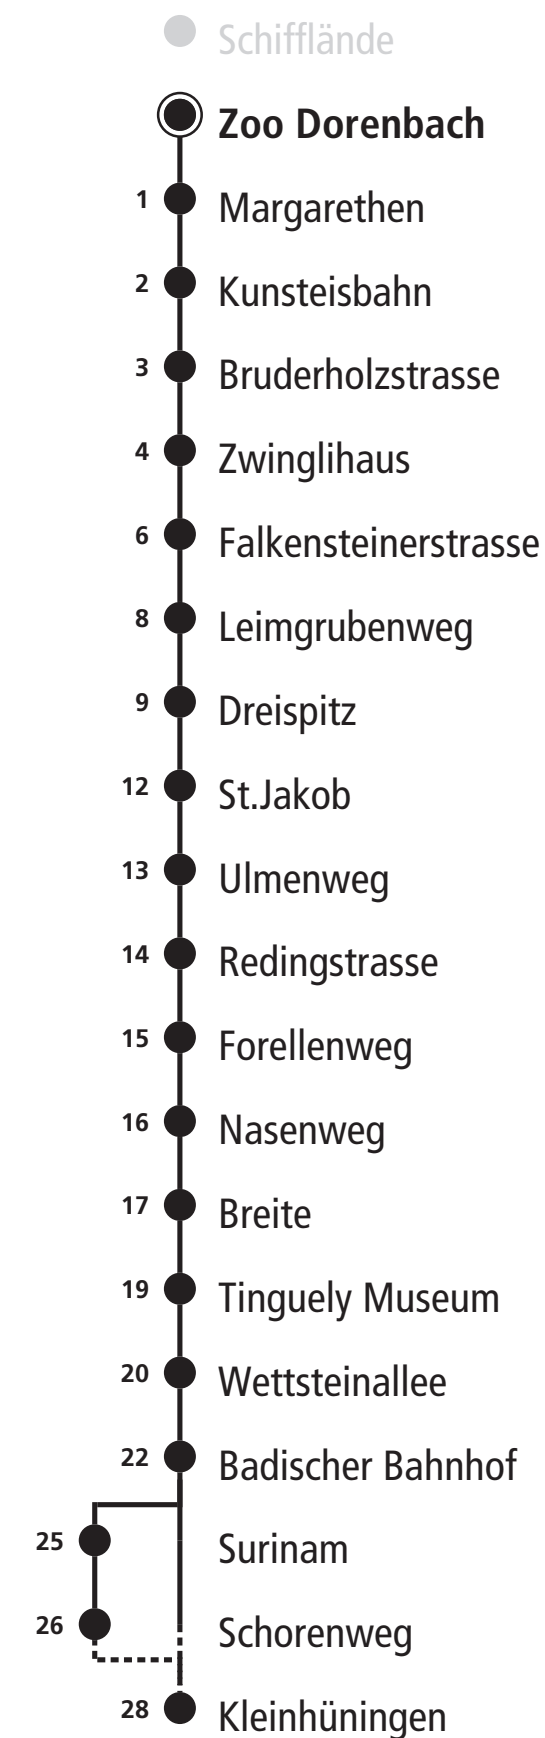 Schifflände
Zoo Dorenbach
1 Margarethen
2 Kunsteisbahn
3 Bruderholzstrasse
4 Zwinglihaus
6 Falkensteinerstrasse
8 Leimgrubenweg
9 Dreispitz
12 St.Jakob
13 Ulmenweg
14 Redingstrasse
15 Forellenweg
16 Nasenweg
17 Breite
19 Tinguely Museum
20 Wettsteinallee
22 Badischer Bahnhof
25 Surinam
26 Schorenweg
28 Kleinhüningen